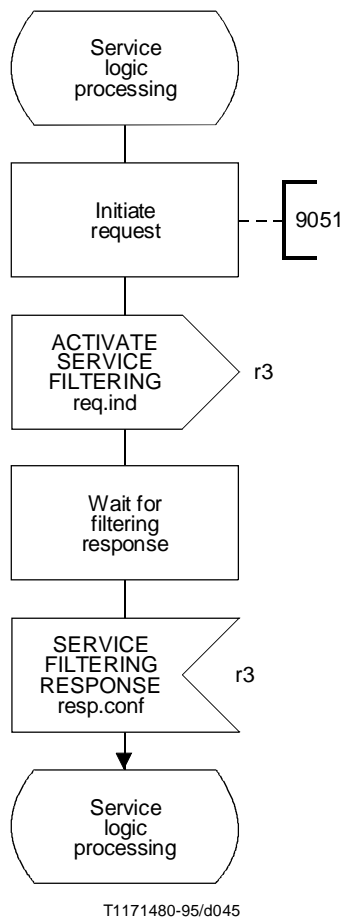 Service
logic
processing
Initiate
request
9051
ACTIVATE
SERVICE
FILTERING
req.ind
r3
Wait for
filtering
response
SERVICE
FILTERING
RESPONSE
resp.conf
r3
Service
logic
processing
T1171480-95/d045